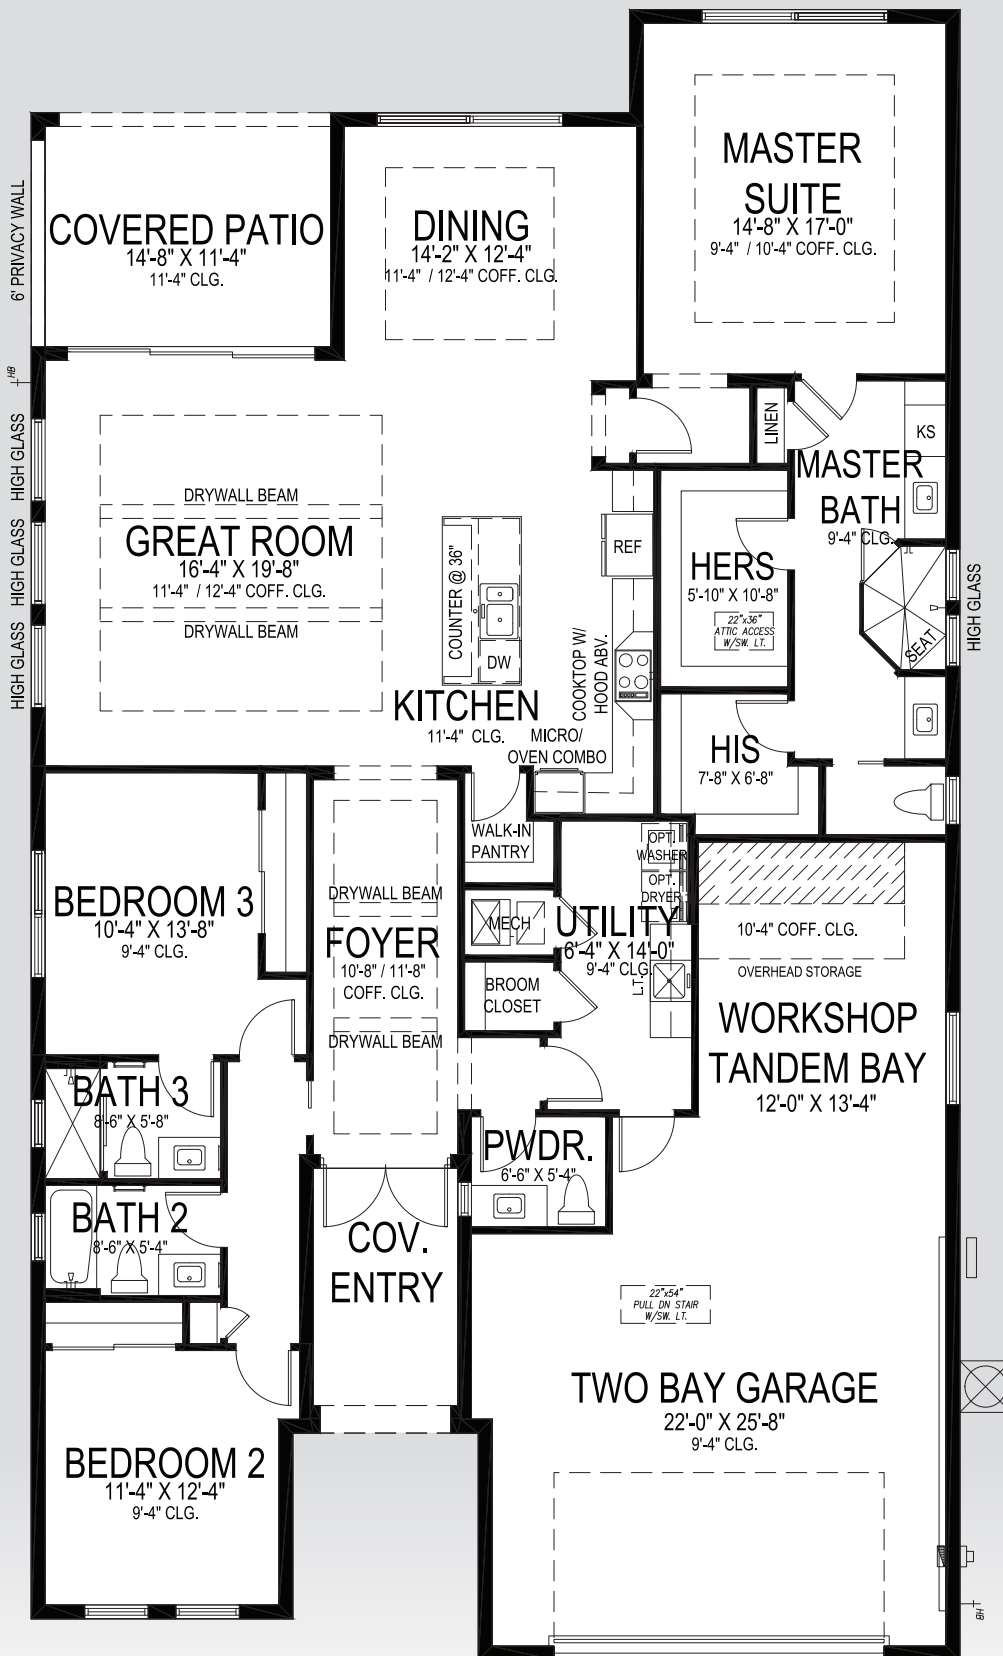 MASTER
SUITE
14'-8" X 17'-0"
9'-4" / 10'-4" COFF. CLG.
COVERED PATIO
14'-8" X 11'-4"
11'-4" CLG.
6' PRIVACY WALL
DINING
14'-2" X 12'-4"
11'-4" / 12'-4" COFF. CLG.
HB
HIGH GLASS
HIGH GLASS
HIGH GLASS
DRYWALL BEAM
GREAT ROOM
16'-4" X 19'-8"
11'-4" / 12'-4" COFF. CLG.
DRYWALL BEAM
LINEN
KS
MASTER
BATH
9'-4" CLG.
HIGH GLASS
SEAT
COUNTER @ 36"
DW
REF
HERS
5'-10" X 10'-8"
22"x36"
ATTIC ACCESS
W/SW. LT.
COOKTOP W/
HOOD ABV.
KITCHEN
11'-4" CLG.
MICRO/
OVEN COMBO
HIS
7'-8" X 6'-8"
WALK-IN
PANTRY
OPT.
WASHER
OPT.
DRYER
BEDROOM 3
10'-4" X 13'-8"
9'-4" CLG.
DRYWALL BEAM
FOYER
10'-8" / 11'-8"
COFF. CLG.
DRYWALL BEAM
MECH
UTILITY
6'-4" X 14'-0"
9'-4" CLG.
L.T.
BROOM
CLOSET
10'-4" COFF. CLG.
OVERHEAD STORAGE
WORKSHOP
TANDEM BAY
12'-0" X 13'-4"
BATH 3
8'-6" X 5'-8"
PWDR.
6'-6" X 5'-4"
BATH 2
8'-6" X 5'-4"
COV.
ENTRY
22"x54"
PULL DN STAIR
W/SW. LT.
TWO BAY GARAGE
22'-0" X 25'-8"
9'-4" CLG.
BEDROOM 2
11'-4" X 12'-4"
9'-4" CLG.
HB